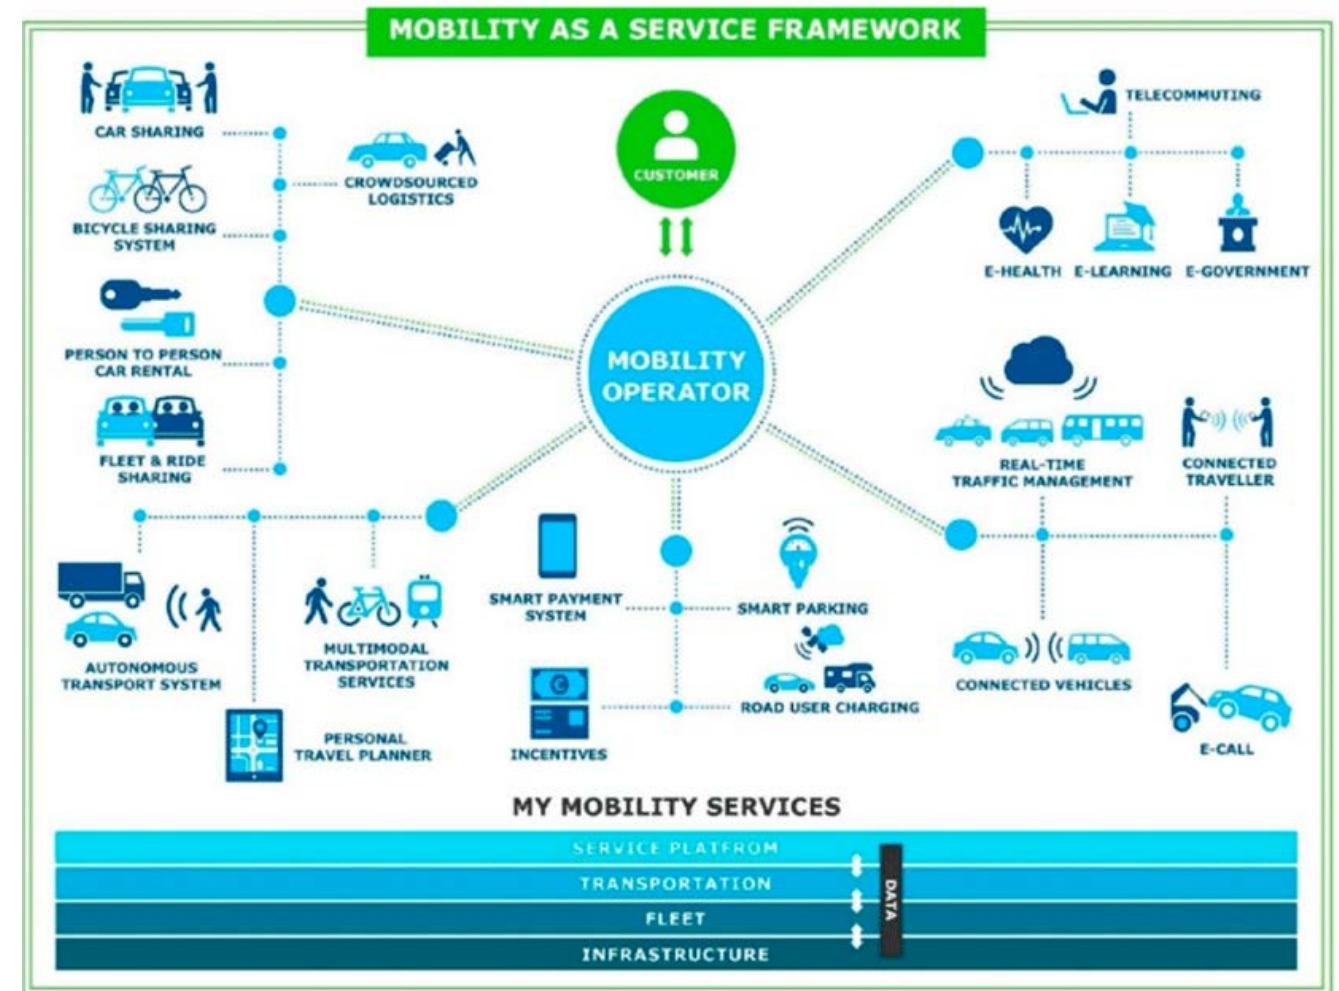 MOBILITY AS A SERVICE FRAMEWORK
CUSTOMER
MOBILITY
OPERATOR
CAR SHARING
CROWDSOURCED
LOGISTICS
BICYCLE SHARING
SYSTEM
PERSON TO PERSON
CAR RENTAL
FLEET & RIDE
SHARING
TELECOMMUTING
E-HEALTH
E-LEARNING
E-GOVERNMENT
REAL-TIME
TRAFFIC MANAGEMENT
CONNECTED
TRAVELLER
CONNECTED VEHICLES
E-CALL
AUTONOMOUS
TRANSPORT SYSTEM
MULTIMODAL
TRANSPORTATION
SERVICES
PERSONAL
TRAVEL PLANNER
SMART PAYMENT
SYSTEM
SMART PARKING
INCENTIVES
ROAD USER CHARGING
MY MOBILITY SERVICES
SERVICE PLATFROM
TRANSPORTATION
FLEET
INFRASTRUCTURE
DATA